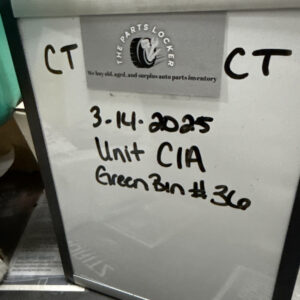 CT
THE PARTS LOCKER
CT
We buy old, aged, and surplus auto parts inventory
3-14-2025
Unit C1A
Green Bin #36